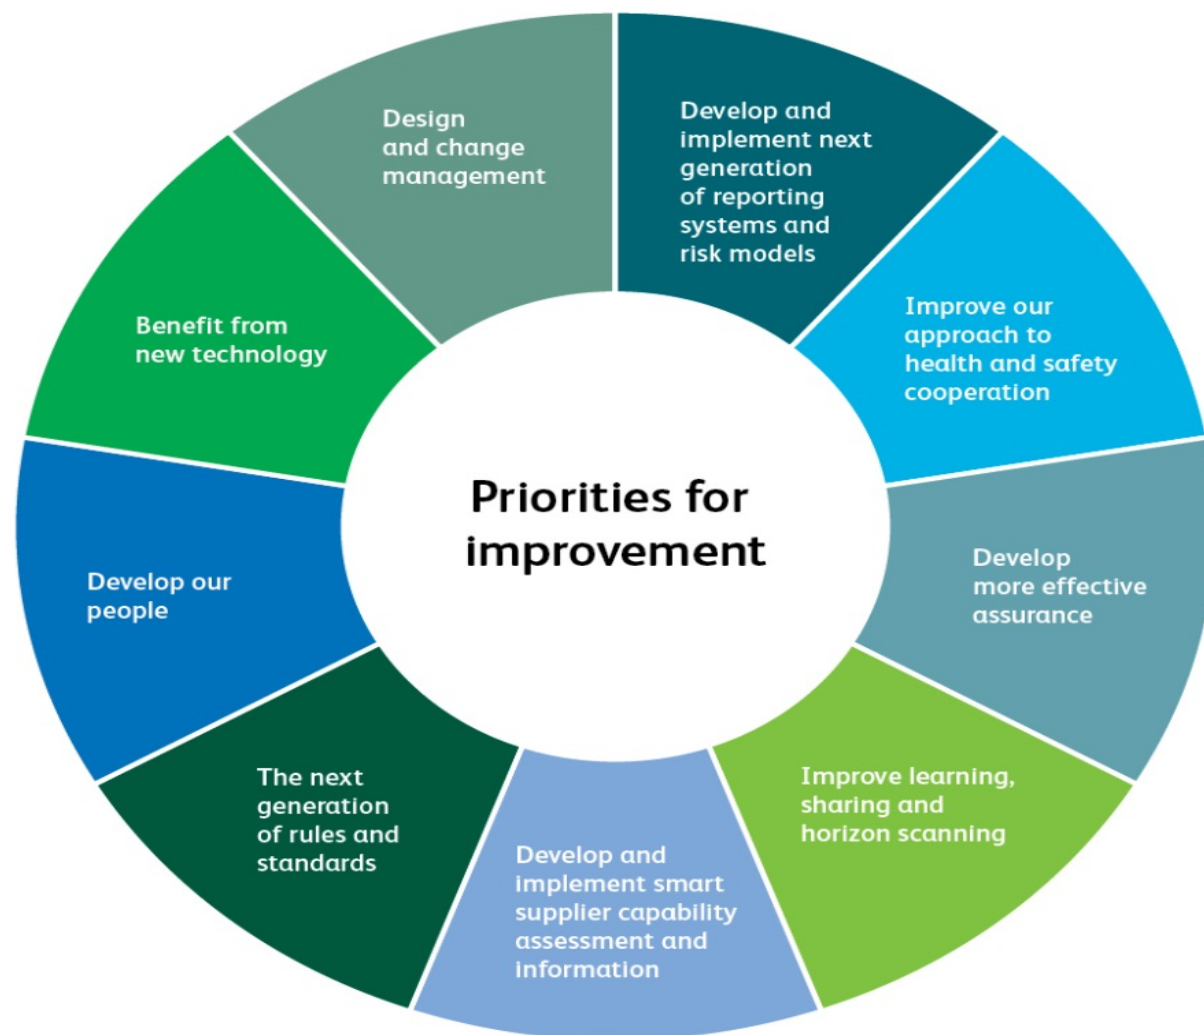 Design
and change
management
Develop and
implement next
generation
of reporting
systems and
risk models
Improve our
approach to
health and safety
cooperation
Develop
more effective
assurance
Improve learning,
sharing and
horizon scanning
Develop and
implement smart
supplier capability
assessment and
information
The next
generation
of rules and
standards
Develop our
people
Benefit from
new technology
Priorities for
improvement